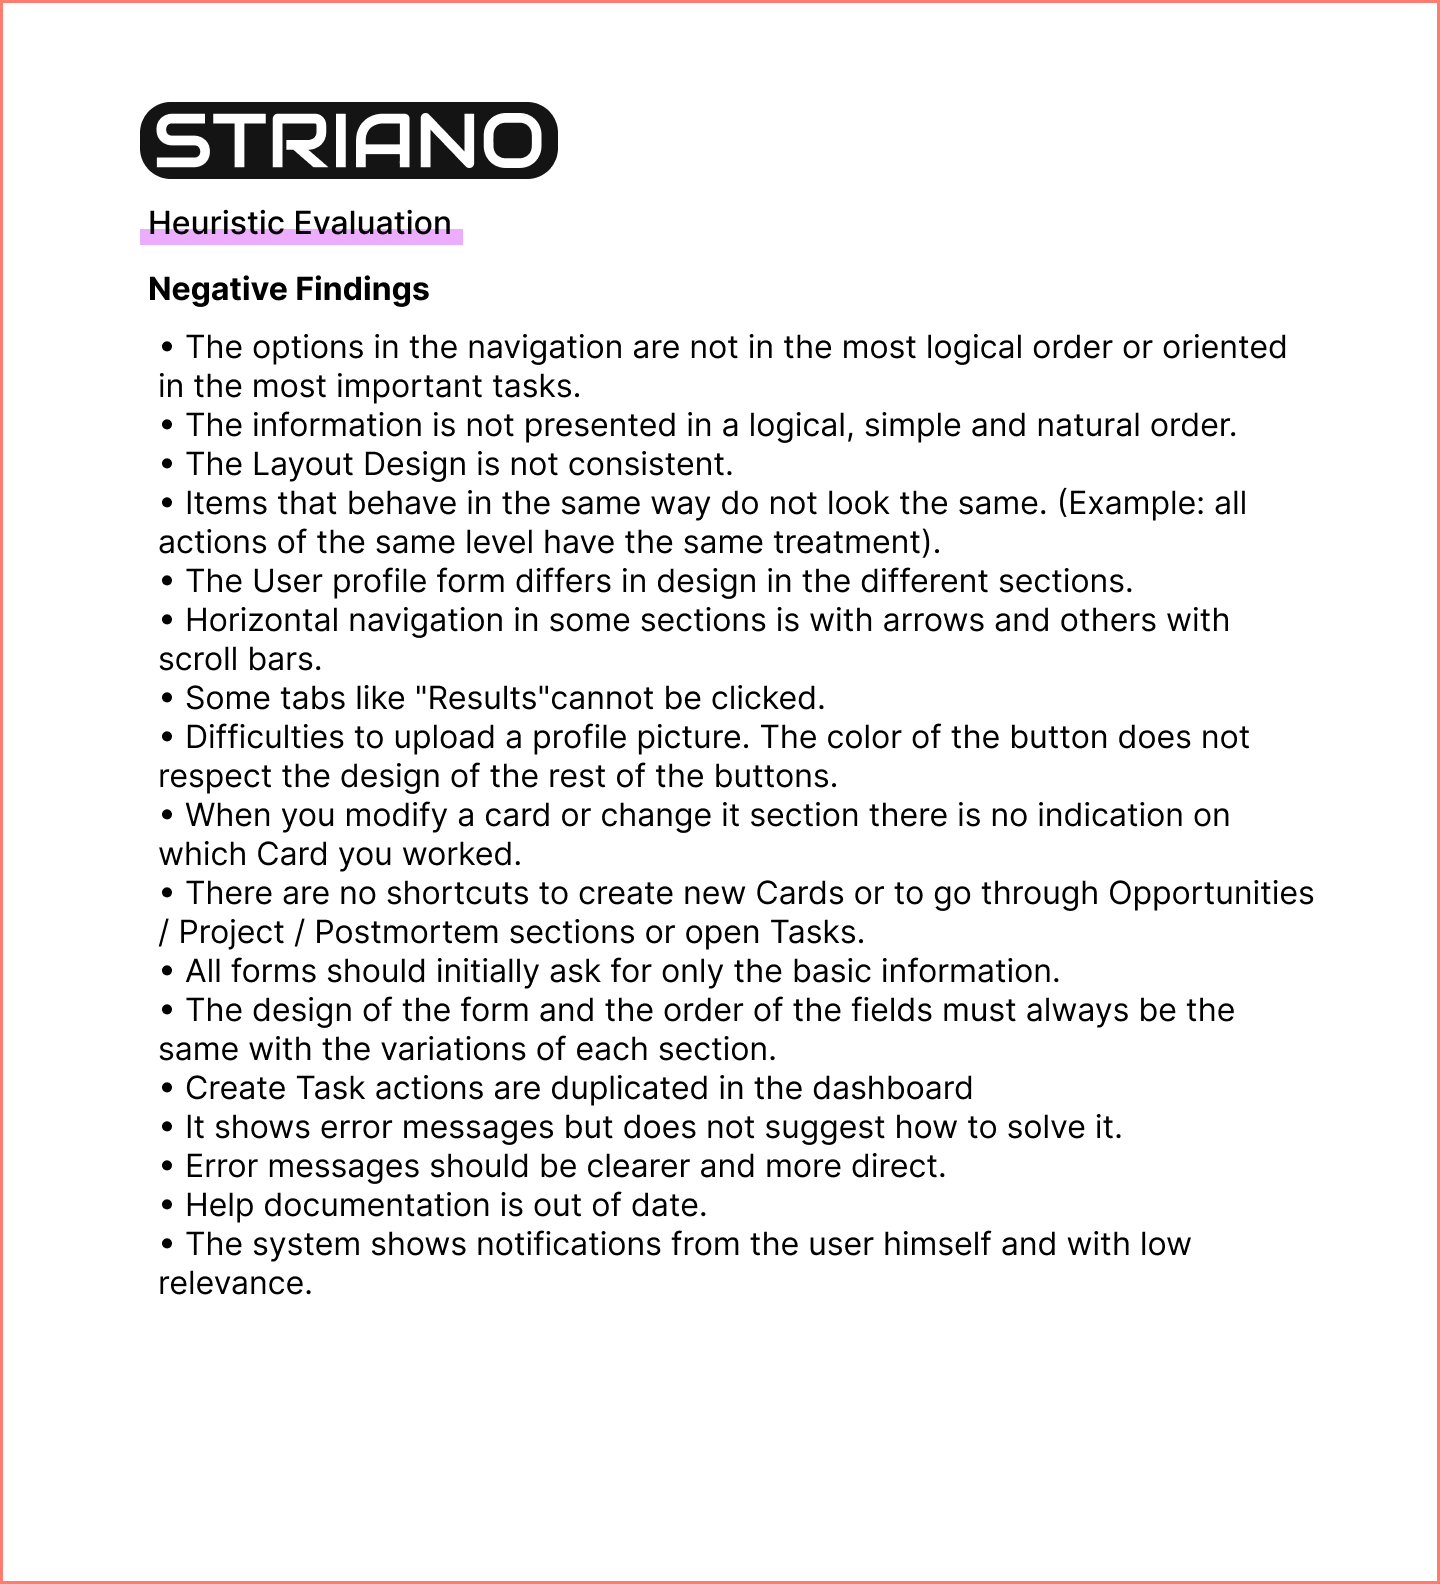 STRIANO
Heuristic Evaluation
Negative Findings
• The options in the navigation are not in the most logical order or oriented
in the most important tasks.
• The information is not presented in a logical, simple and natural order.
• The Layout Design is not consistent.
• Items that behave in the same way do not look the same. (Example: all
actions of the same level have the same treatment).
• The User profile form differs in design in the different sections.
• Horizontal navigation in some sections is with arrows and others with
scroll bars.
• Some tabs like "Results"cannot be clicked.
• Difficulties to upload a profile picture. The color of the button does not
respect the design of the rest of the buttons.
• When you modify a card or change it section there is no indication on
which Card you worked.
• There are no shortcuts to create new Cards or to go through Opportunities
/ Project / Postmortem sections or open Tasks.
• All forms should initially ask for only the basic information.
• The design of the form and the order of the fields must always be the
same with the variations of each section.
• Create Task actions are duplicated in the dashboard
• It shows error messages but does not suggest how to solve it.
• Error messages should be clearer and more direct.
• Help documentation is out of date.
• The system shows notifications from the user himself and with low
relevance.